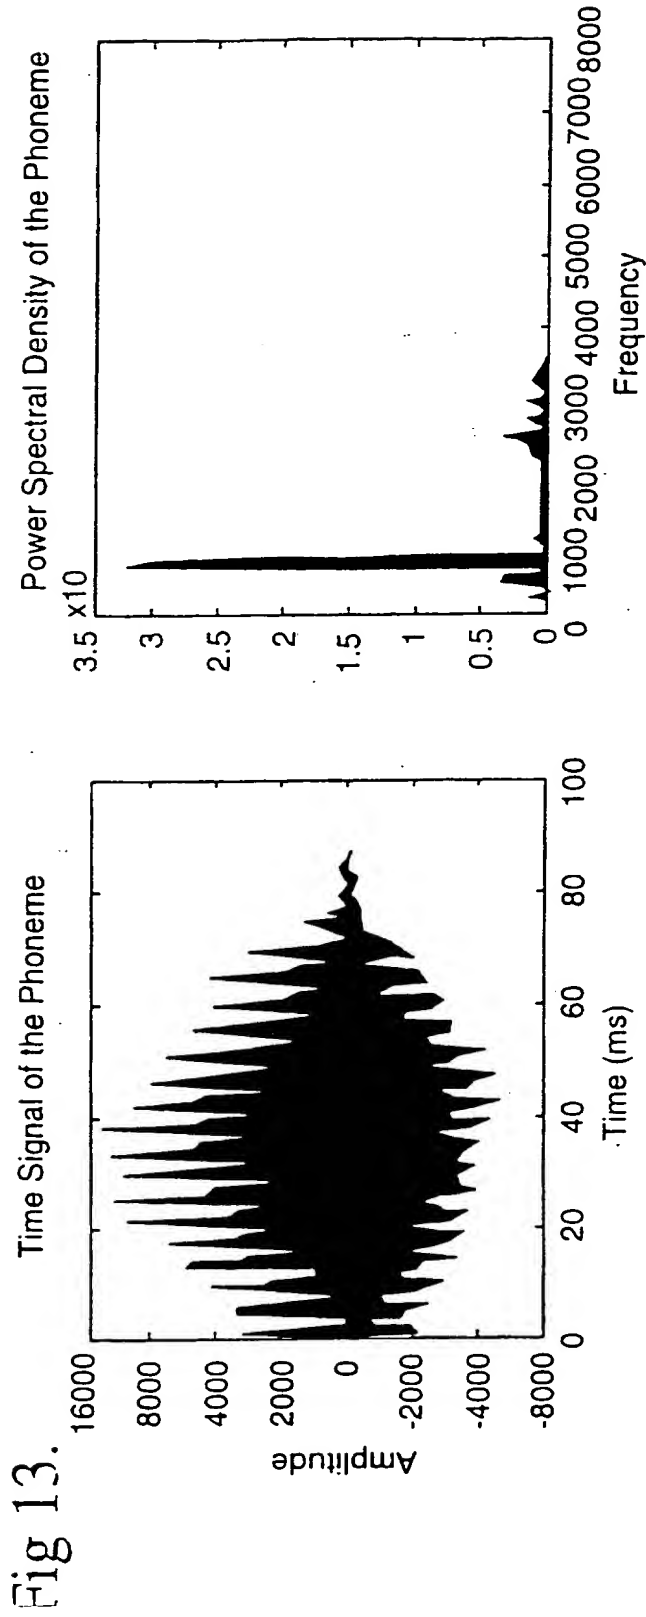 Fig 13.
Time Signal of the Phoneme
Amplitude
16000
8000
4000
2000
0
-2000
-4000
-8000
0 20 40 60 80 100
Time (ms)
Power Spectral Density of the Phoneme
x10
3.5
3
2.5
2
1.5
1
0.5
0
0 1000 2000 3000 4000 5000 6000 7000 8000
Frequency